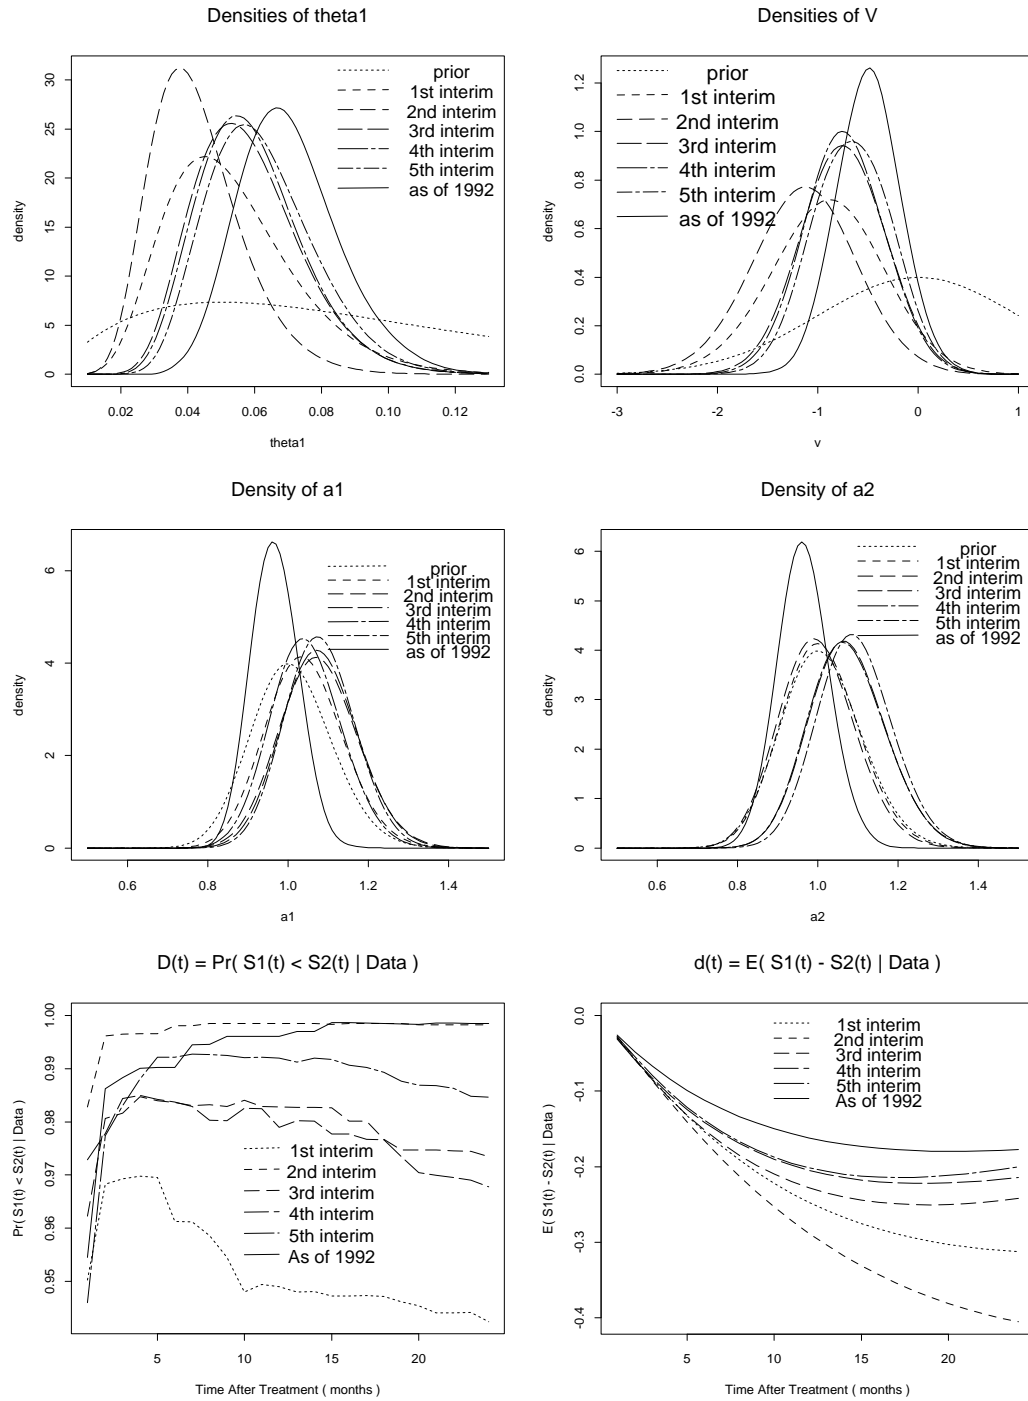 Densities of theta1
density
0
5
10
15
20
25
30
0.02
0.04
0.06
0.08
0.10
0.12
theta1
prior
1st interim
2nd interim
3rd interim
4th interim
5th interim
as of 1992
Densities of V
density
0.0
0.2
0.4
0.6
0.8
1.0
1.2
-3
-2
-1
0
1
v
prior
1st interim
2nd interim
3rd interim
4th interim
5th interim
as of 1992
Density of a1
density
0
2
4
6
0.6
0.8
1.0
1.2
1.4
a1
prior
1st interim
2nd interim
3rd interim
4th interim
5th interim
as of 1992
Density of a2
density
0
1
2
3
4
5
6
0.6
0.8
1.0
1.2
1.4
a2
prior
1st interim
2nd interim
3rd interim
4th interim
5th interim
as of 1992
D(t) = Pr( S1(t) < S2(t) | Data )
Pr( S1(t) < S2(t) | Data )
0.95
0.96
0.97
0.98
0.99
1.00
5
10
15
20
Time After Treatment ( months )
1st interim
2nd interim
3rd interim
4th interim
5th interim
As of 1992
d(t) = E( S1(t) - S2(t) | Data )
E( S1(t) - S2(t) | Data )
-0.4
-0.3
-0.2
-0.1
0.0
5
10
15
20
Time After Treatment ( months )
1st interim
2nd interim
3rd interim
4th interim
5th interim
As of 1992